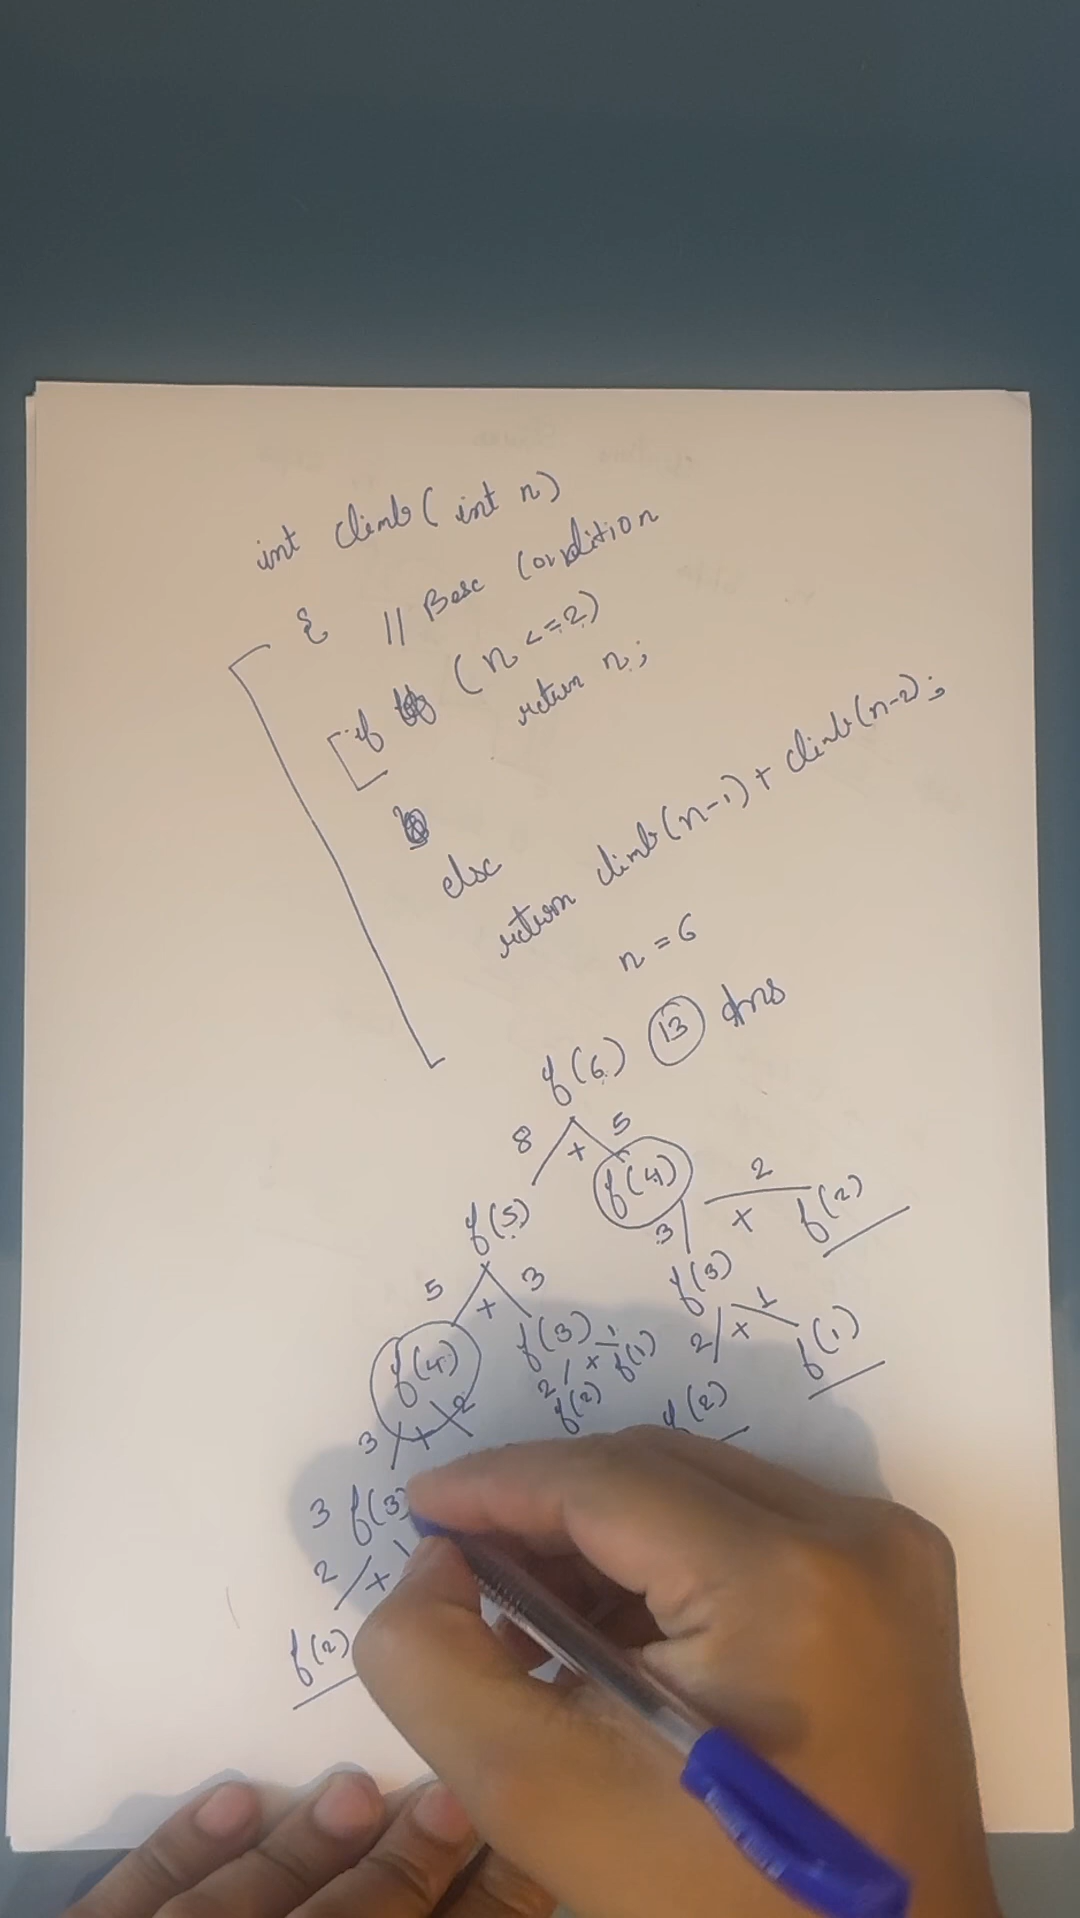 int climb( int n)
{ // Base Condition
if (n <= 2)
return n;
else
return climb(n-1) + climb(n-2);
n = 6
f(6) 13 Ans
8 + 5
f(5) f(4) 2
3 + f(2)
5 + 3 f(3)
f(4) f(3) 2 + 1
2 + 1 f(1)
f(2) f(1) f(2)
3 + 2
3 f(3)
2 + 1
f(2)